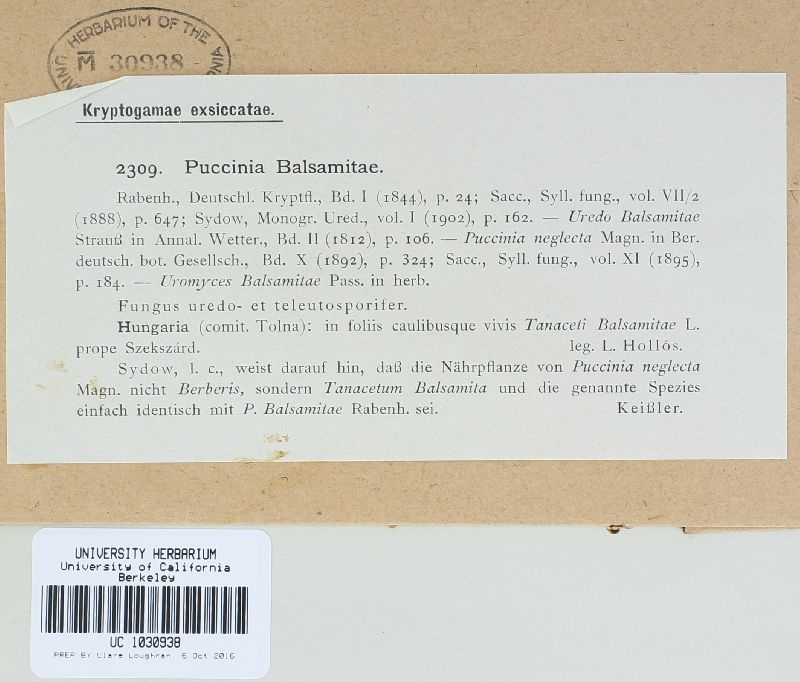 HERBARIUM OF THE
M 30938
Kryptogamae exsiccatae.
2309. Puccinia Balsamitae.
Rabenh., Deutschl. Kryptfl., Bd. I (1844), p. 24; Sacc., Syll. fung., vol. VII/2
(1888), p. 647; Sydow, Monogr. Ured., vol. I (1902), p. 162. — Uredo Balsamitae
Strauß in Annal. Wetter., Bd. II (1812), p. 106. — Puccinia neglecta Magn. in Ber.
deutsch. bot. Gesellsch., Bd. X (1892), p. 324; Sacc., Syll. fung., vol. XI (1895),
p. 184. — Uromyces Balsamitae Pass. in herb.
Fungus uredo- et teleutosporifer.
Hungaria (comit. Tolna): in foliis caulibusque vivis Tanaceti Balsamitae L.
prope Szekszárd. leg. L. Hollós.
Sydow, l. c., weist darauf hin, daß die Nährpflanze von Puccinia neglecta
Magn. nicht Berberis, sondern Tanacetum Balsamita und die genannte Spezies
einfach identisch mit P. Balsamitae Rabenh. sei. Keißler.
UNIVERSITY HERBARIUM
University of California
Berkeley
UC 1030938
PREP By Clare Loughran, 6 Oct 2016